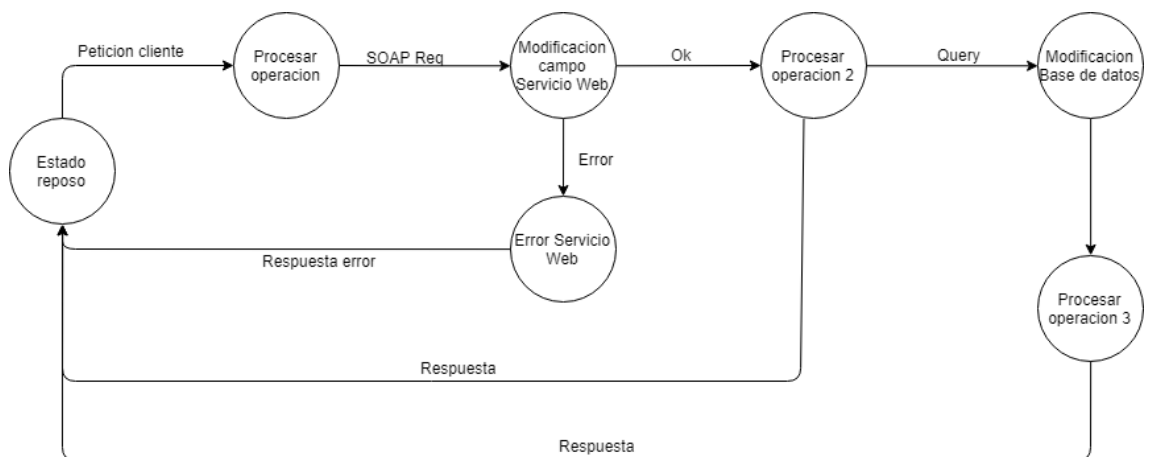 Peticion cliente
Procesar
operacion
SOAP Req
Modificacion
campo
Servicio Web
Ok
Procesar
operacion 2
Query
Modificacion
Base de datos
Estado
reposo
Error
Error Servicio
Web
Respuesta error
Procesar
operacion 3
Respuesta
Respuesta